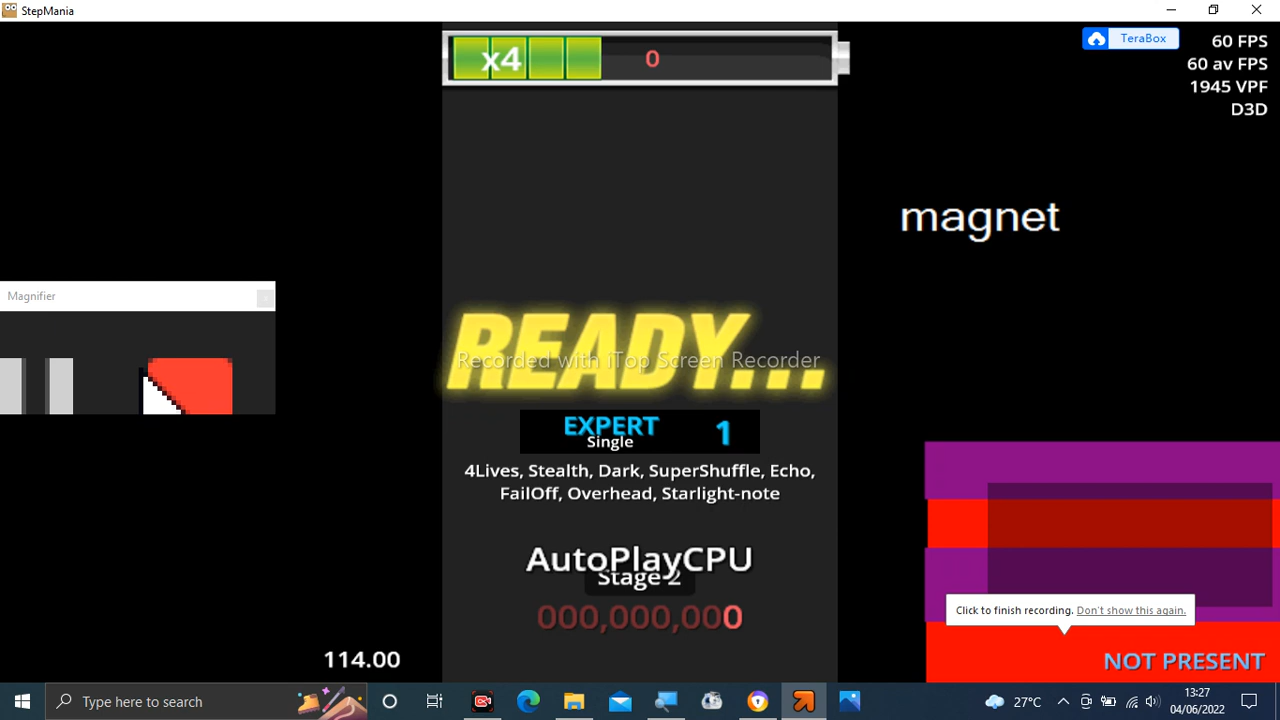 StepMania
TeraBox
60 FPS
60 av FPS
1945 VPF
D3D
x4
0
magnet
Magnifier
READY...
Recorded with iTop Screen Recorder
EXPERT 1
Single
4Lives, Stealth, Dark, SuperShuffle, Echo,
FailOff, Overhead, Starlight-note
AutoPlayCPU
Stage 2
000,000,000
Click to finish recording. Don't show this again.
114.00
NOT PRESENT
Type here to search
27°C
13:27
04/06/2022